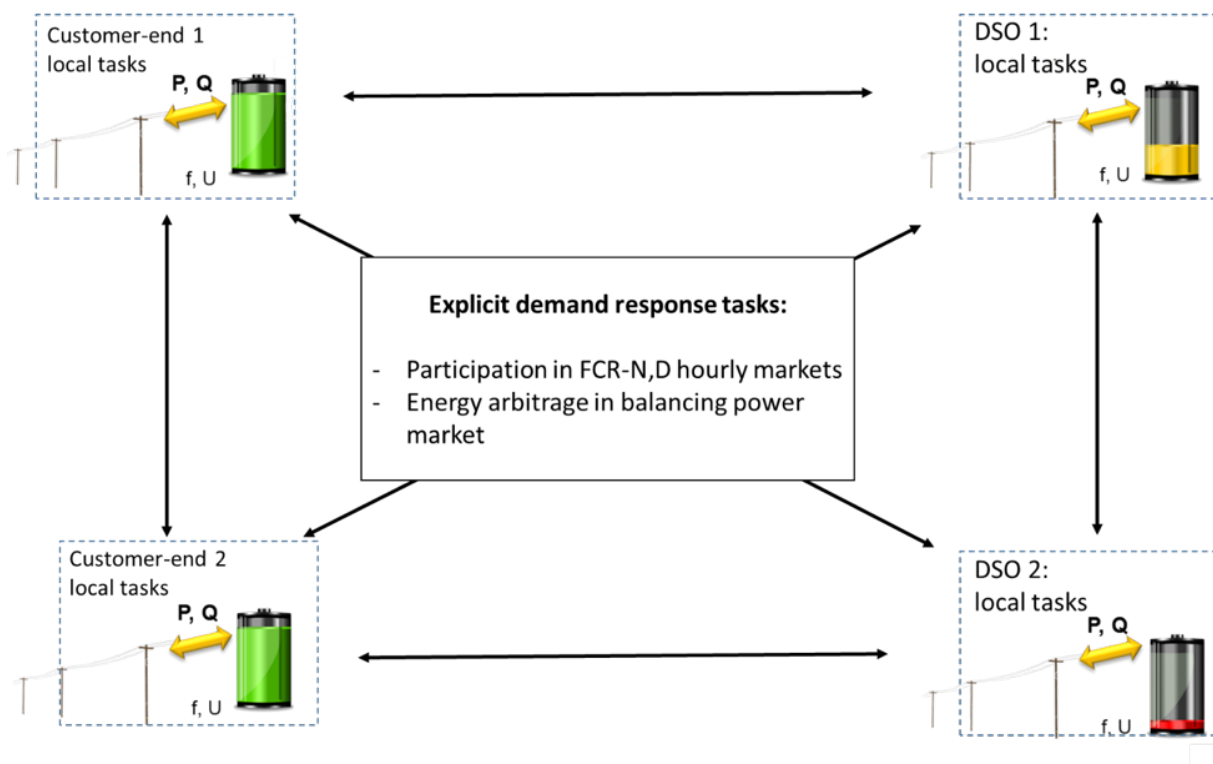 Customer-end 1
local tasks
P, Q
f, U
DSO 1:
local tasks
P, Q
f, U
Explicit demand response tasks:
- Participation in FCR-N,D hourly markets
- Energy arbitrage in balancing power
market
Customer-end 2
local tasks
P, Q
f, U
DSO 2:
local tasks
P, Q
f, U